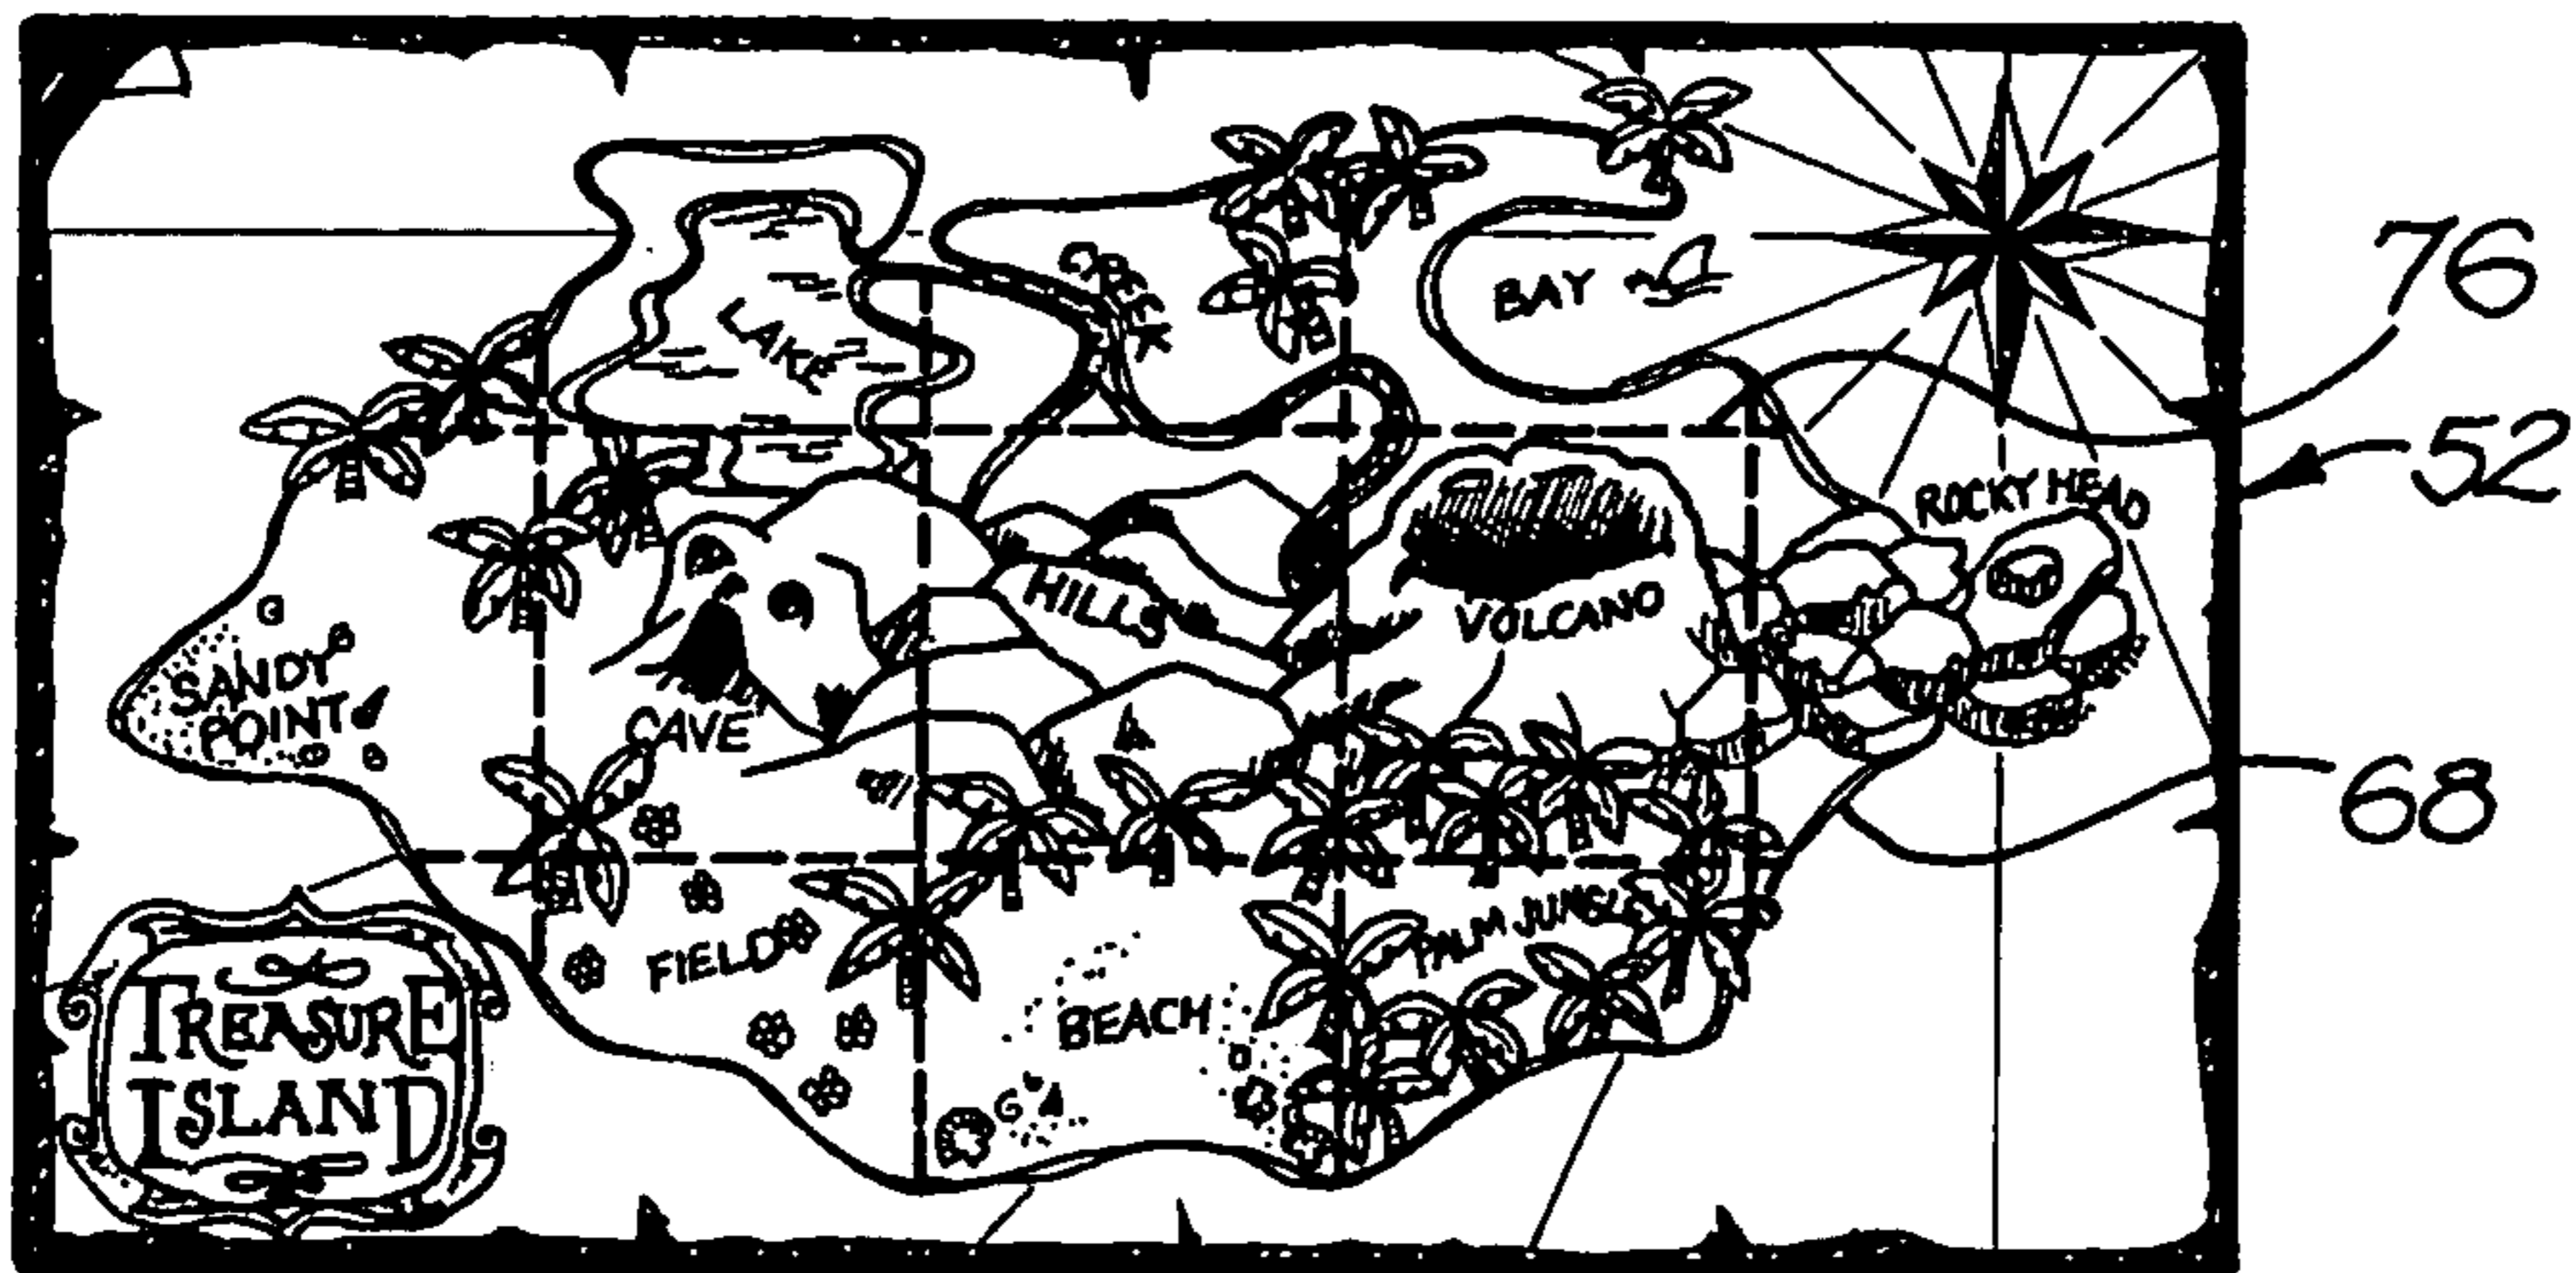 CREEK
BAY
76
LAKE
52
ROCKY HEAD
HILLS
VOLCANO
SANDY
POINT
CAVE
68
PALM JUNGLE
FIELD
BEACH
TREASURE
ISLAND